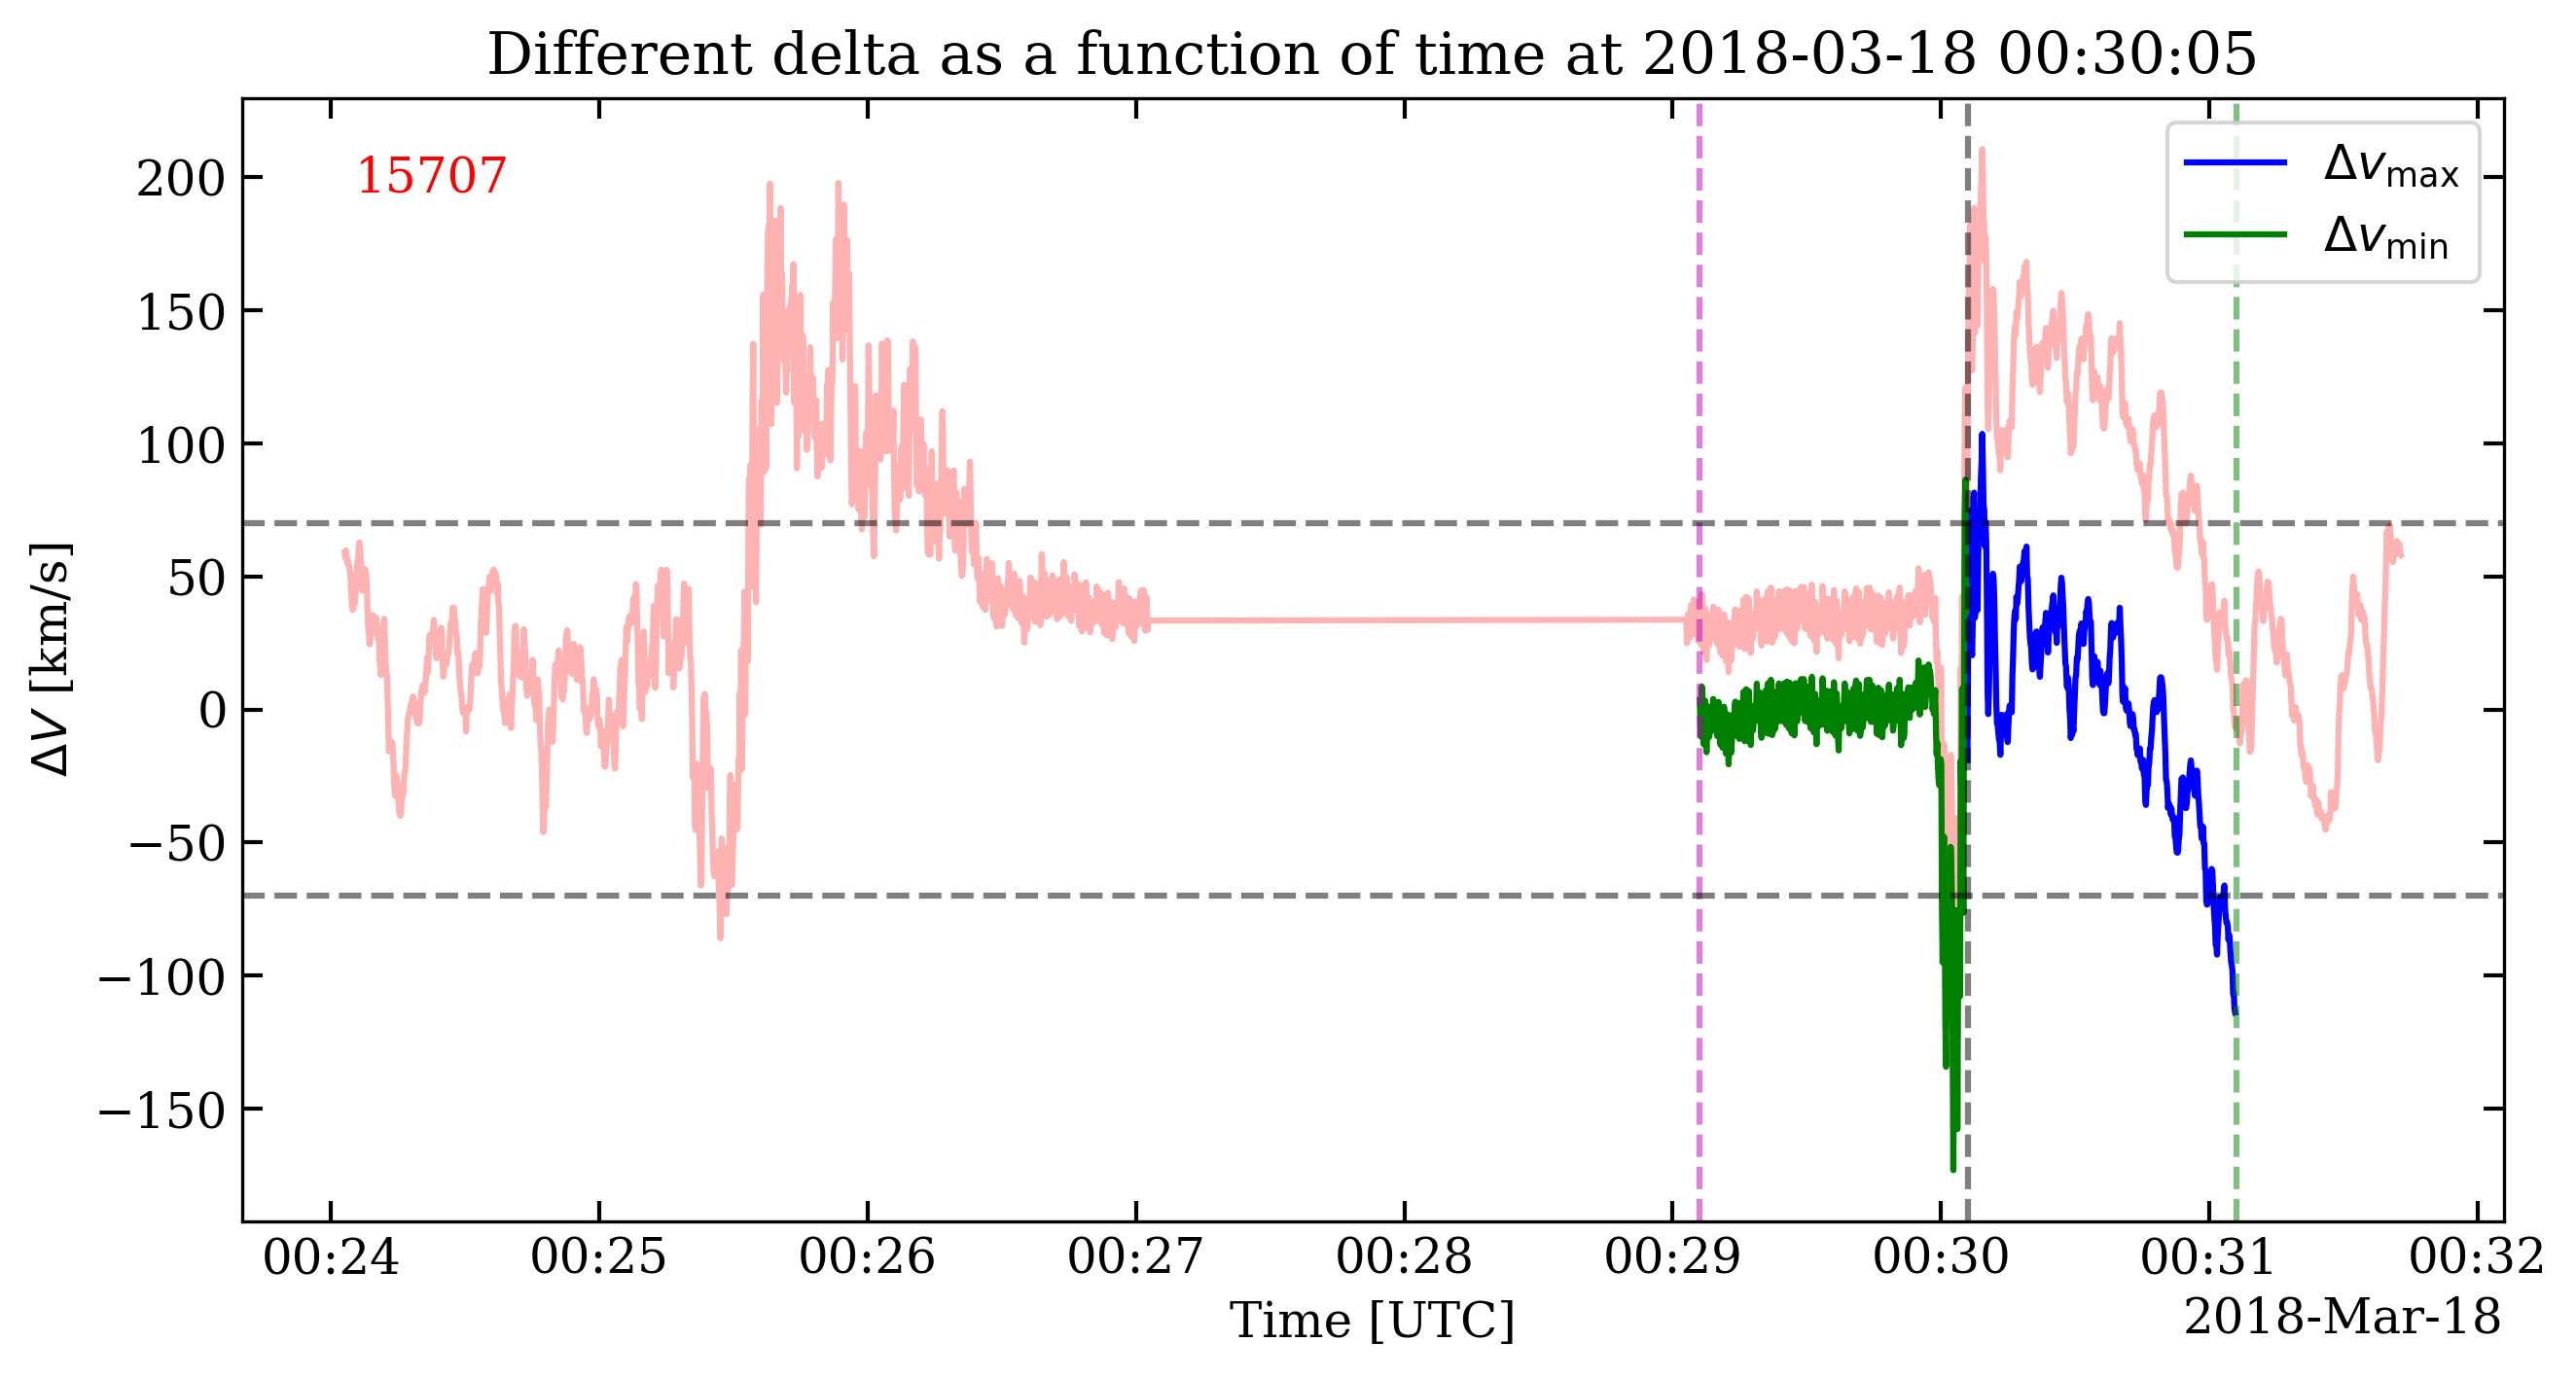 Different delta as a function of time at 2018-03-18 00:30:05
15707
Δv_max
Δv_min
ΔV [km/s]
200
150
100
50
0
−50
−100
−150
00:24 00:25 00:26 00:27 00:28 00:29 00:30 00:31 00:32
Time [UTC]
2018-Mar-18